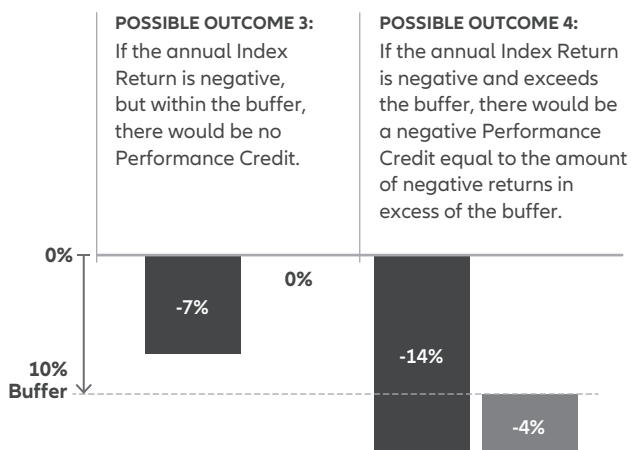 POSSIBLE OUTCOME 3:
If the annual Index
Return is negative,
but within the buffer,
there would be no
Performance Credit.
POSSIBLE OUTCOME 4:
If the annual Index Return
is negative and exceeds
the buffer, there would be
a negative Performance
Credit equal to the amount
of negative returns in
excess of the buffer.
0%
0%
-7%
-14%
10%
Buffer
-4%